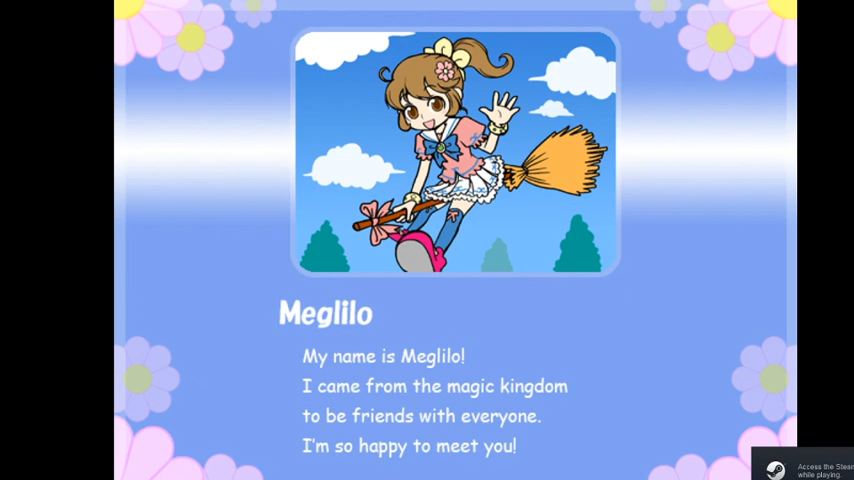 Meglilo
My name is Meglilo!
I came from the magic kingdom
to be friends with everyone.
I'm so happy to meet you!
Access the Steam
while playing.